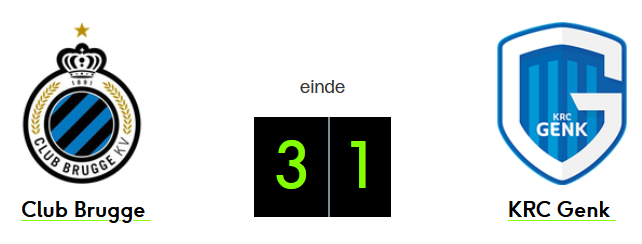 1891
CLUB BRUGGE KV
Club Brugge
einde
3 1
KRC
GENK
KRC Genk